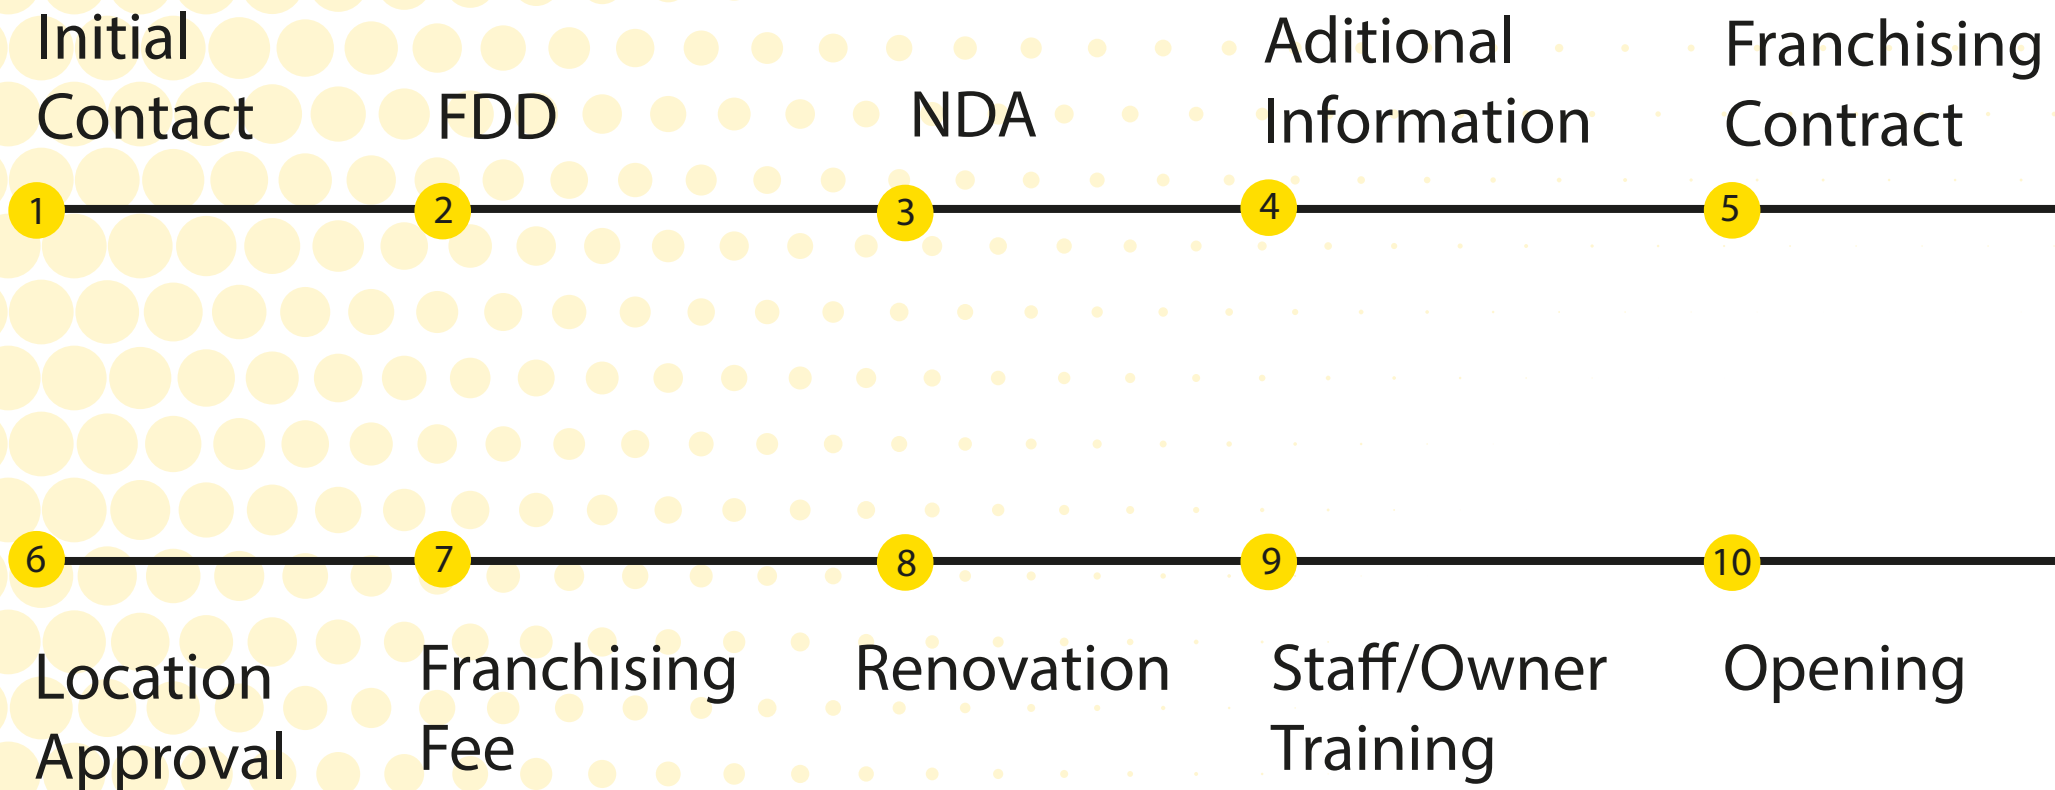 Initial
Contact
FDD
NDA
Aditional
Information
Franchising
Contract
1
2
3
4
5
6
7
8
9
10
Location
Approval
Franchising
Fee
Renovation
Staff/Owner
Training
Opening